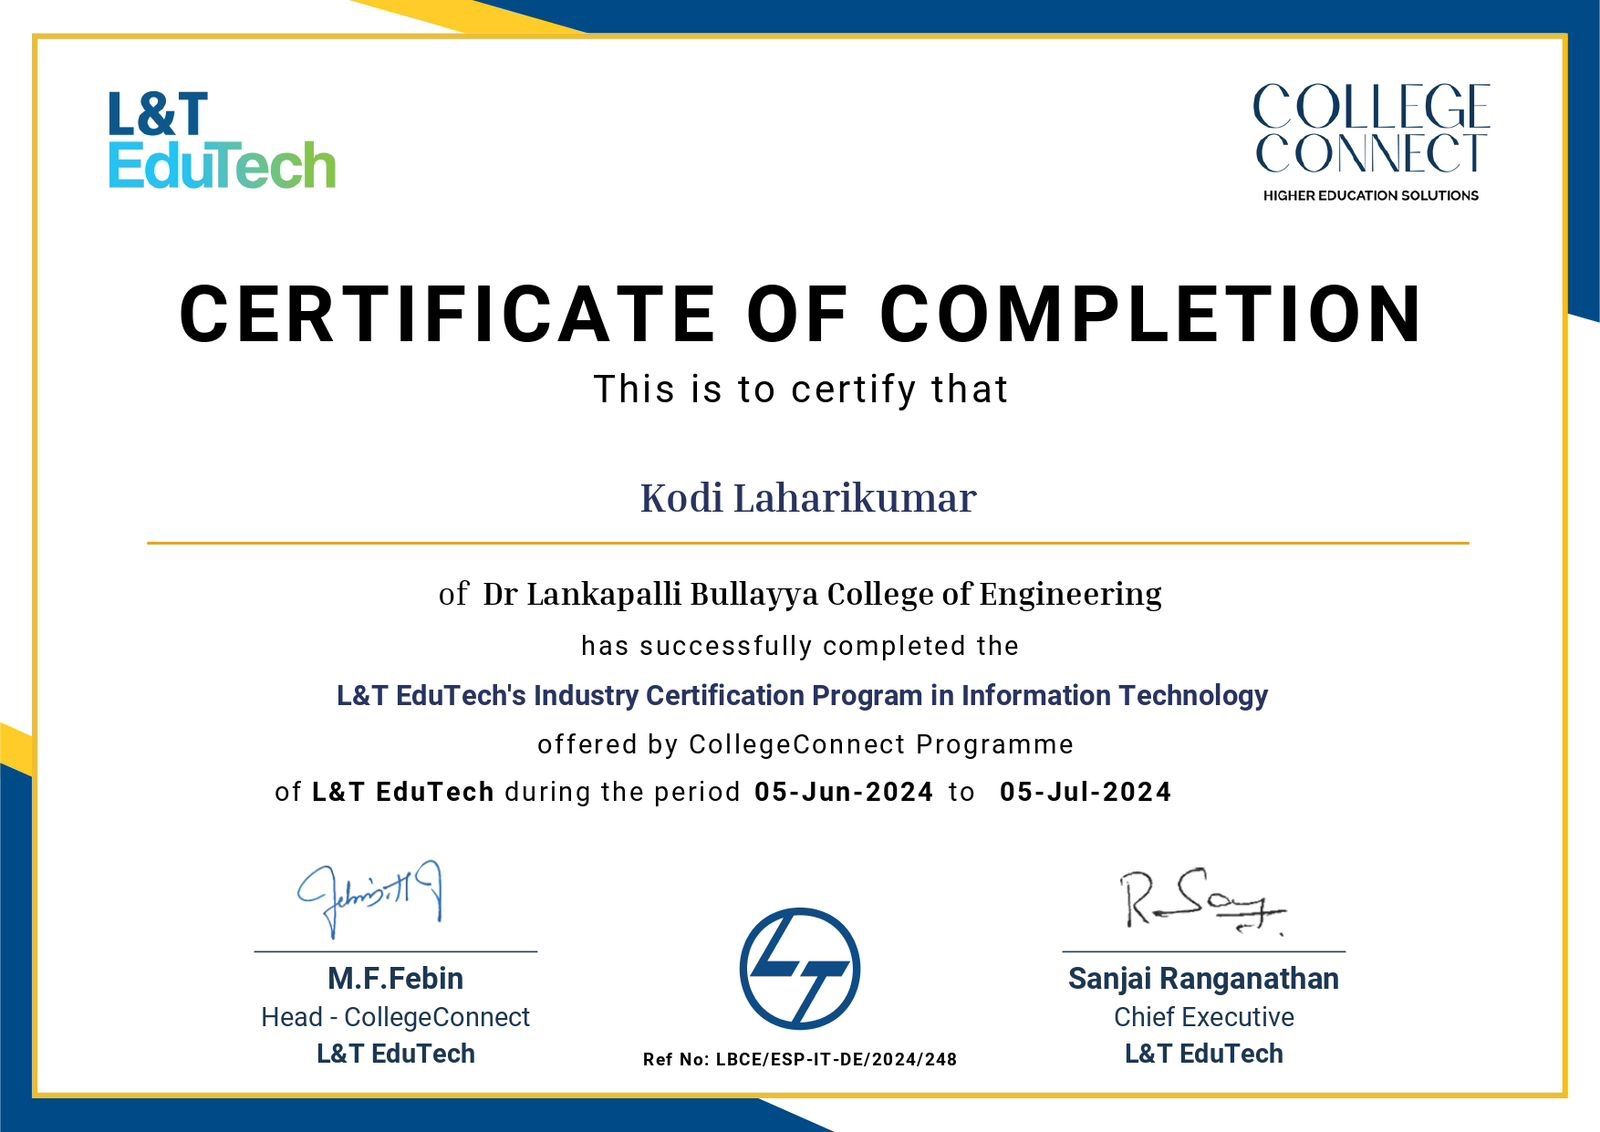 L&T
EduTech
COLLEGE
CONNECT
HIGHER EDUCATION SOLUTIONS
CERTIFICATE OF COMPLETION
This is to certify that
Kodi Laharikumar
of Dr Lankapalli Bullayya College of Engineering
has successfully completed the
L&T EduTech's Industry Certification Program in Information Technology
offered by CollegeConnect Programme
of L&T EduTech during the period 05-Jun-2024 to 05-Jul-2024
M.F.Febin
Head - CollegeConnect
L&T EduTech
LT
Ref No: LBCE/ESP-IT-DE/2024/248
Sanjai Ranganathan
Chief Executive
L&T EduTech